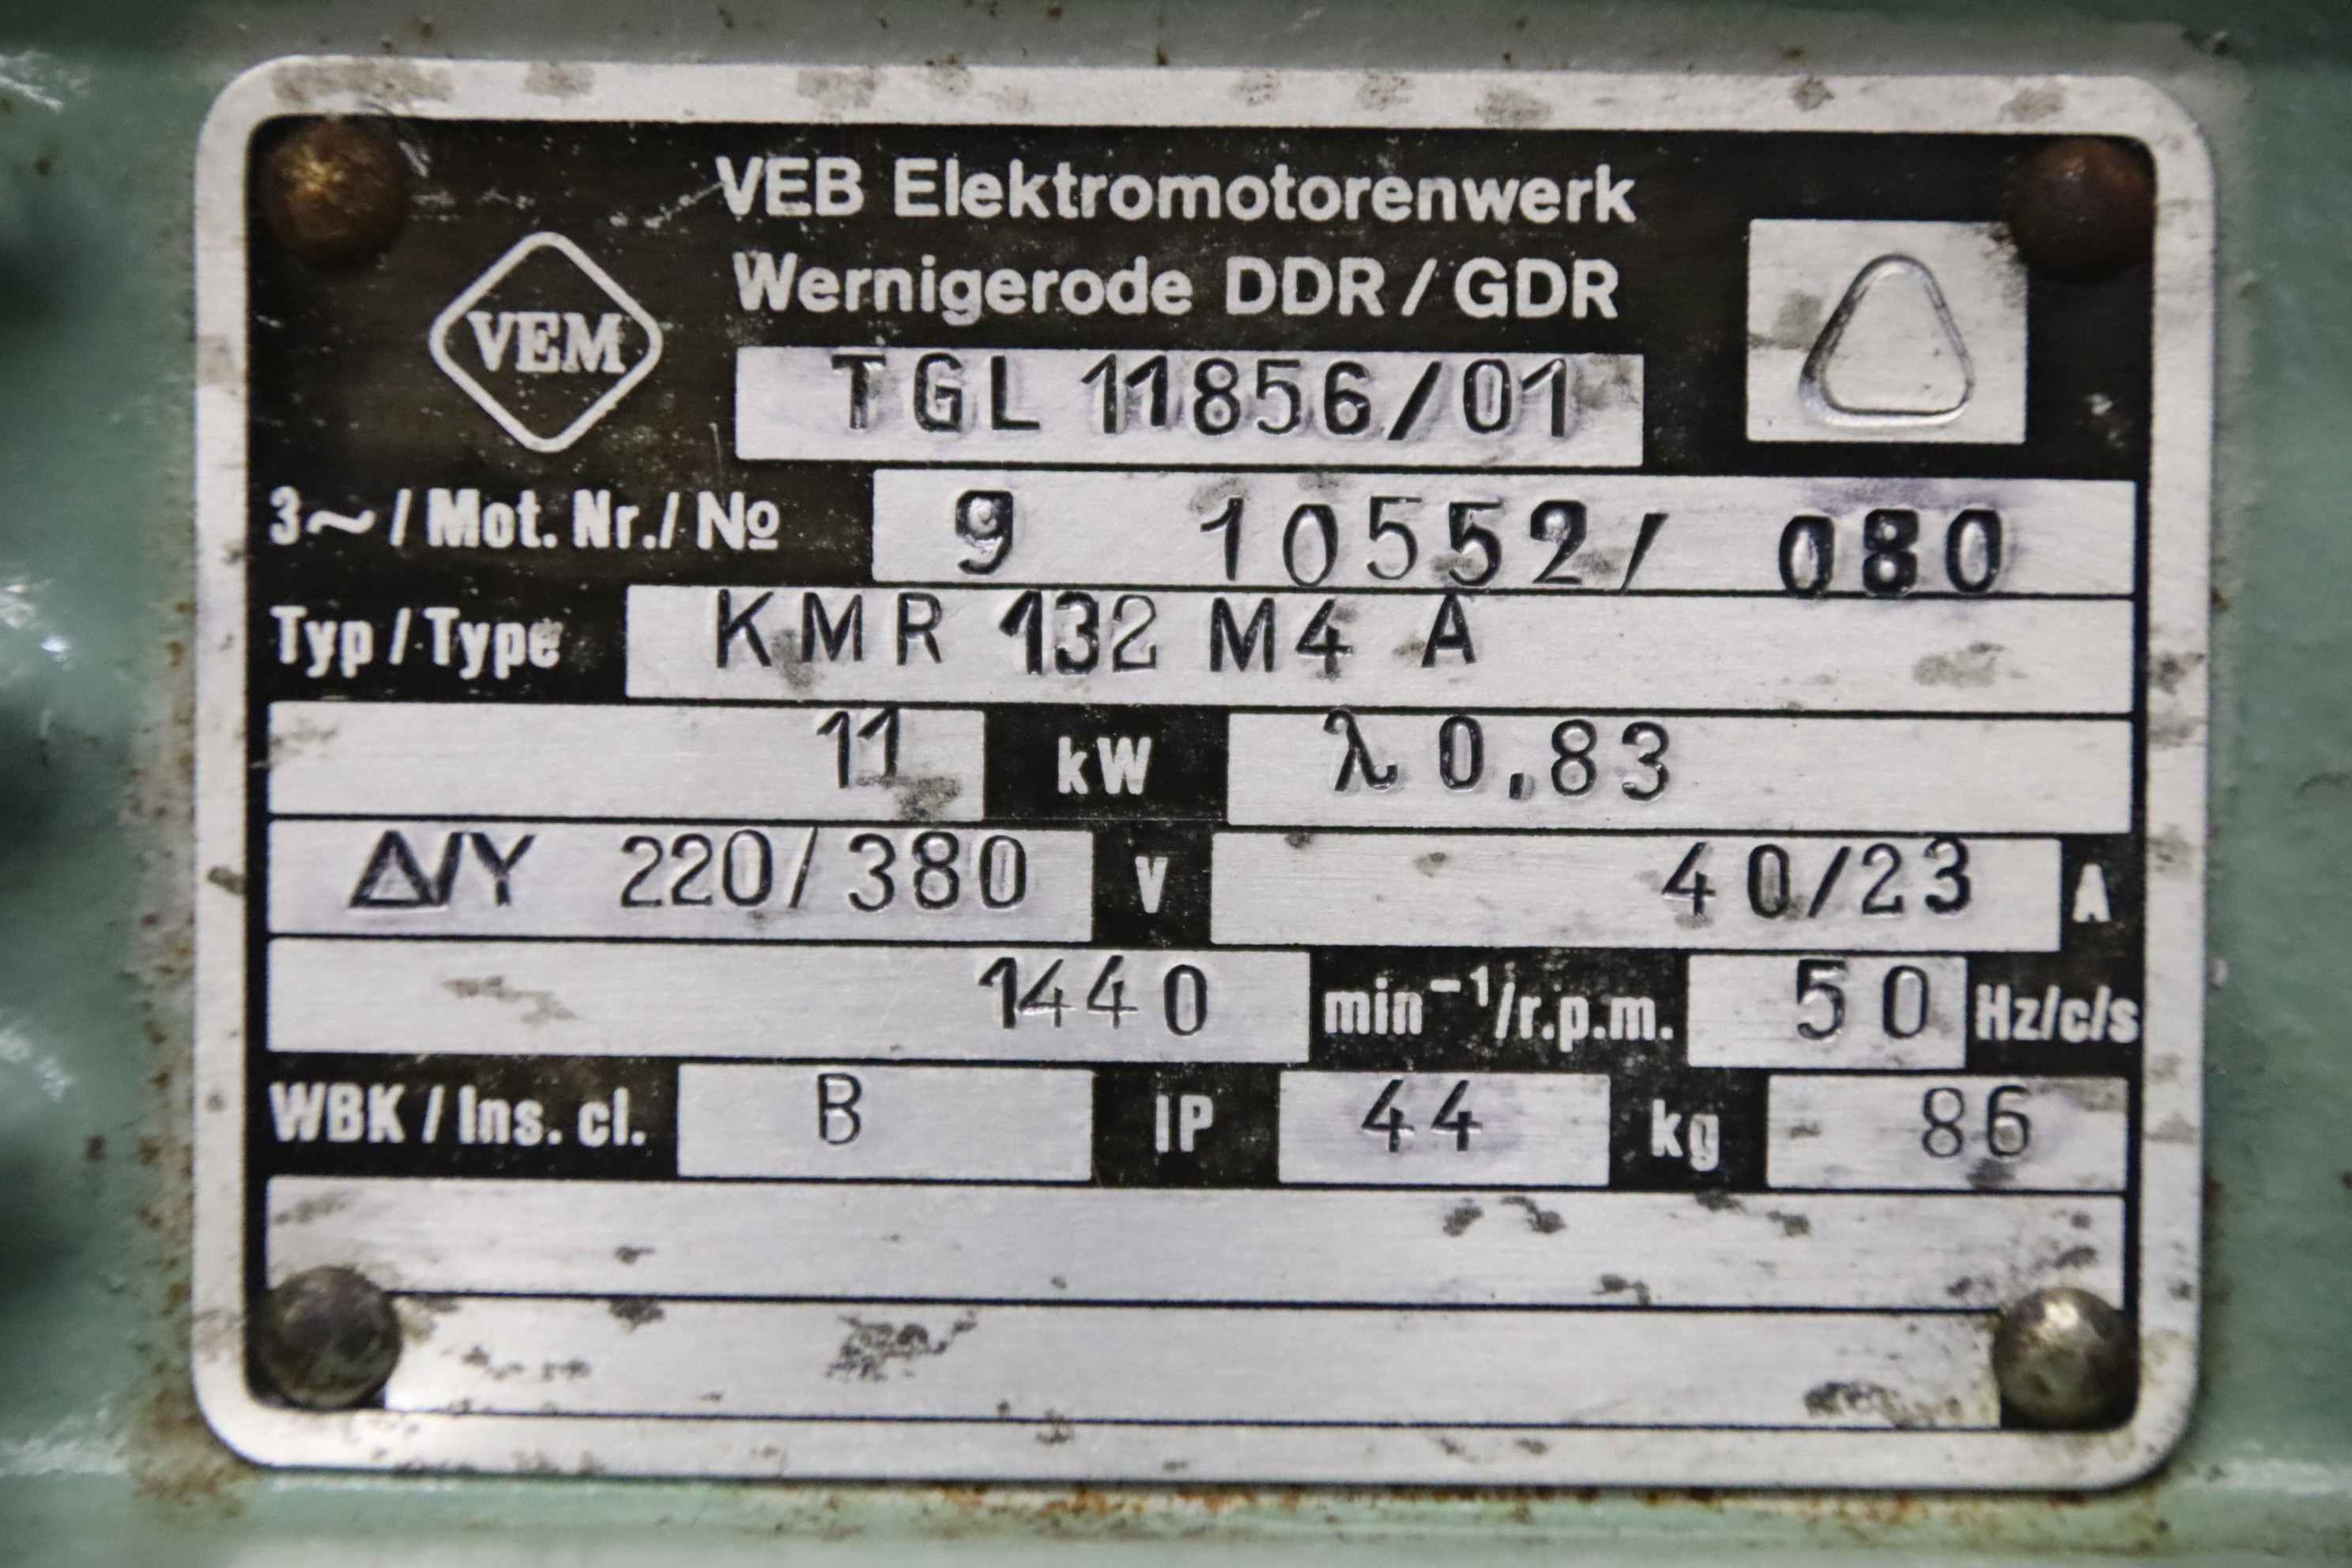 VEB Elektromotorenwerk
Wernigerode DDR / GDR
VEM
TGL 11856/01
3~ / Mot. Nr./ № 9 10552/ 080
Typ / Type KMR 132 M4 A
11 kW λ 0,83
Δ/Y 220/380 V 40/23 A
1440 min⁻¹/r.p.m. 50 Hz/c/s
WBK / Ins. cl. B IP 44 kg 86